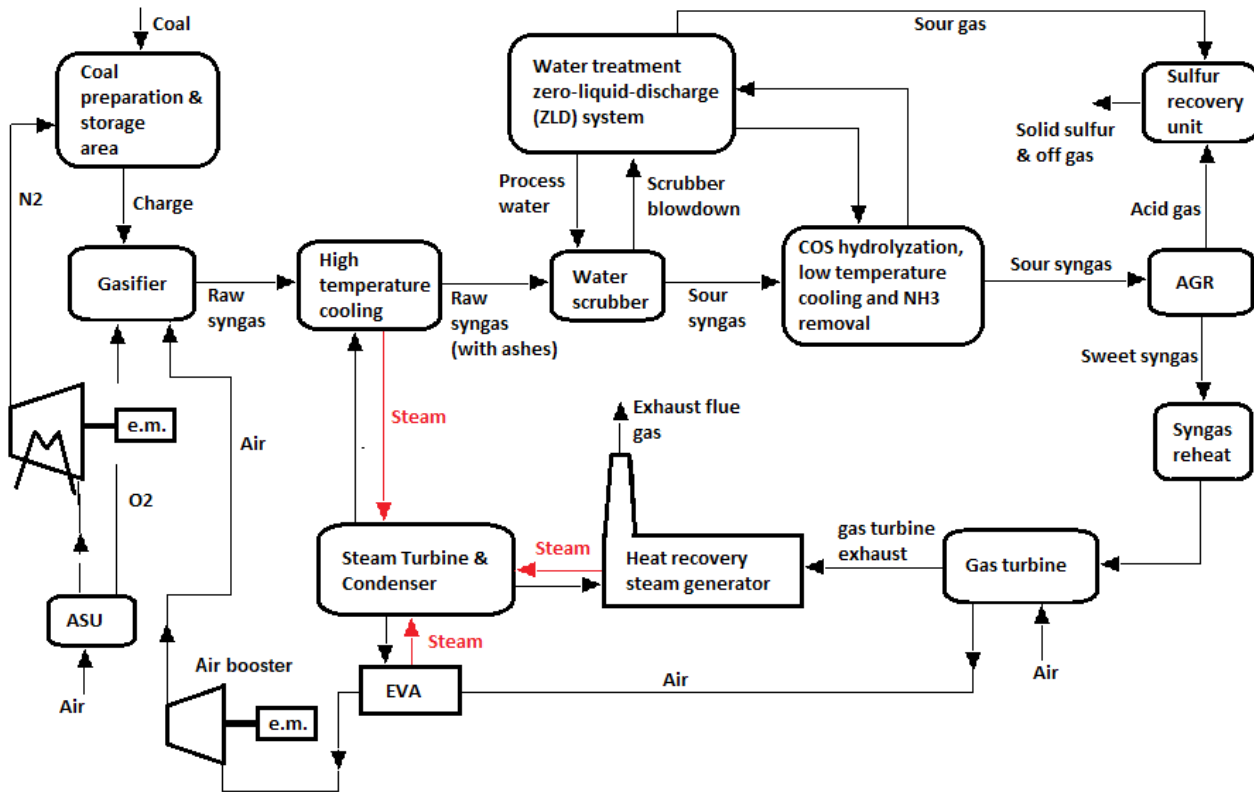 Coal
Coal
preparation &
storage
area
N2
Charge
Gasifier
Raw
syngas
High
temperature
cooling
Raw
syngas
(with ashes)
Water treatment
zero-liquid-discharge
(ZLD) system
Process
water
Scrubber
blowdown
Water
scrubber
Sour
syngas
COS hydrolyzation,
low temperature
cooling and NH3
removal
Sour gas
Sulfur
recovery
unit
Solid sulfur
& off gas
Acid gas
Sour syngas
AGR
Sweet syngas
Syngas
reheat
e.m.
Air
O2
Steam
Exhaust flue
gas
Steam Turbine &
Condenser
Steam
Heat recovery
steam generator
gas turbine
exhaust
Gas turbine
ASU
Air
Air booster
e.m.
Steam
EVA
Air
Air